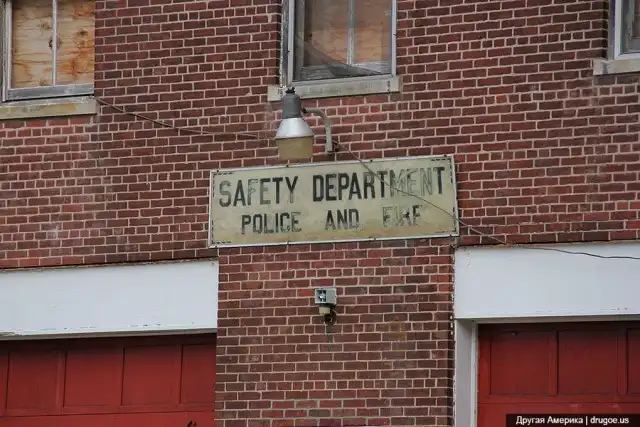 SAFETY DEPARTMENT
POLICE AND FIRE
Другая Америка | drugoe.us